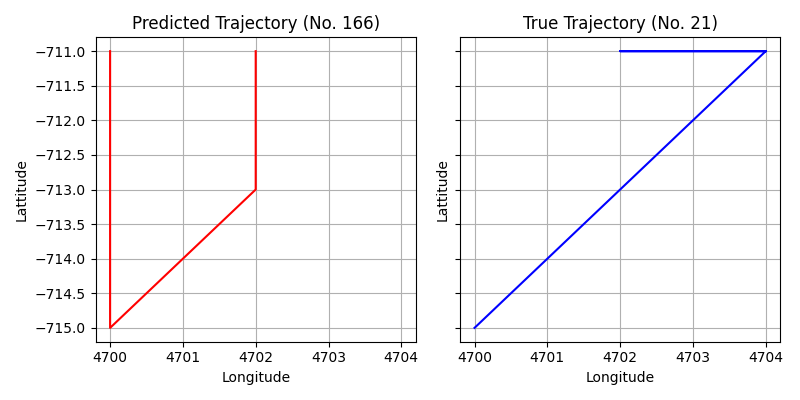 Predicted Trajectory (No. 166)
−711.0
−711.5
−712.0
−712.5
−713.0
−713.5
−714.0
−714.5
−715.0
Lattitude
4700 4701 4702 4703 4704
Longitude
True Trajectory (No. 21)
Lattitude
4700 4701 4702 4703 4704
Longitude